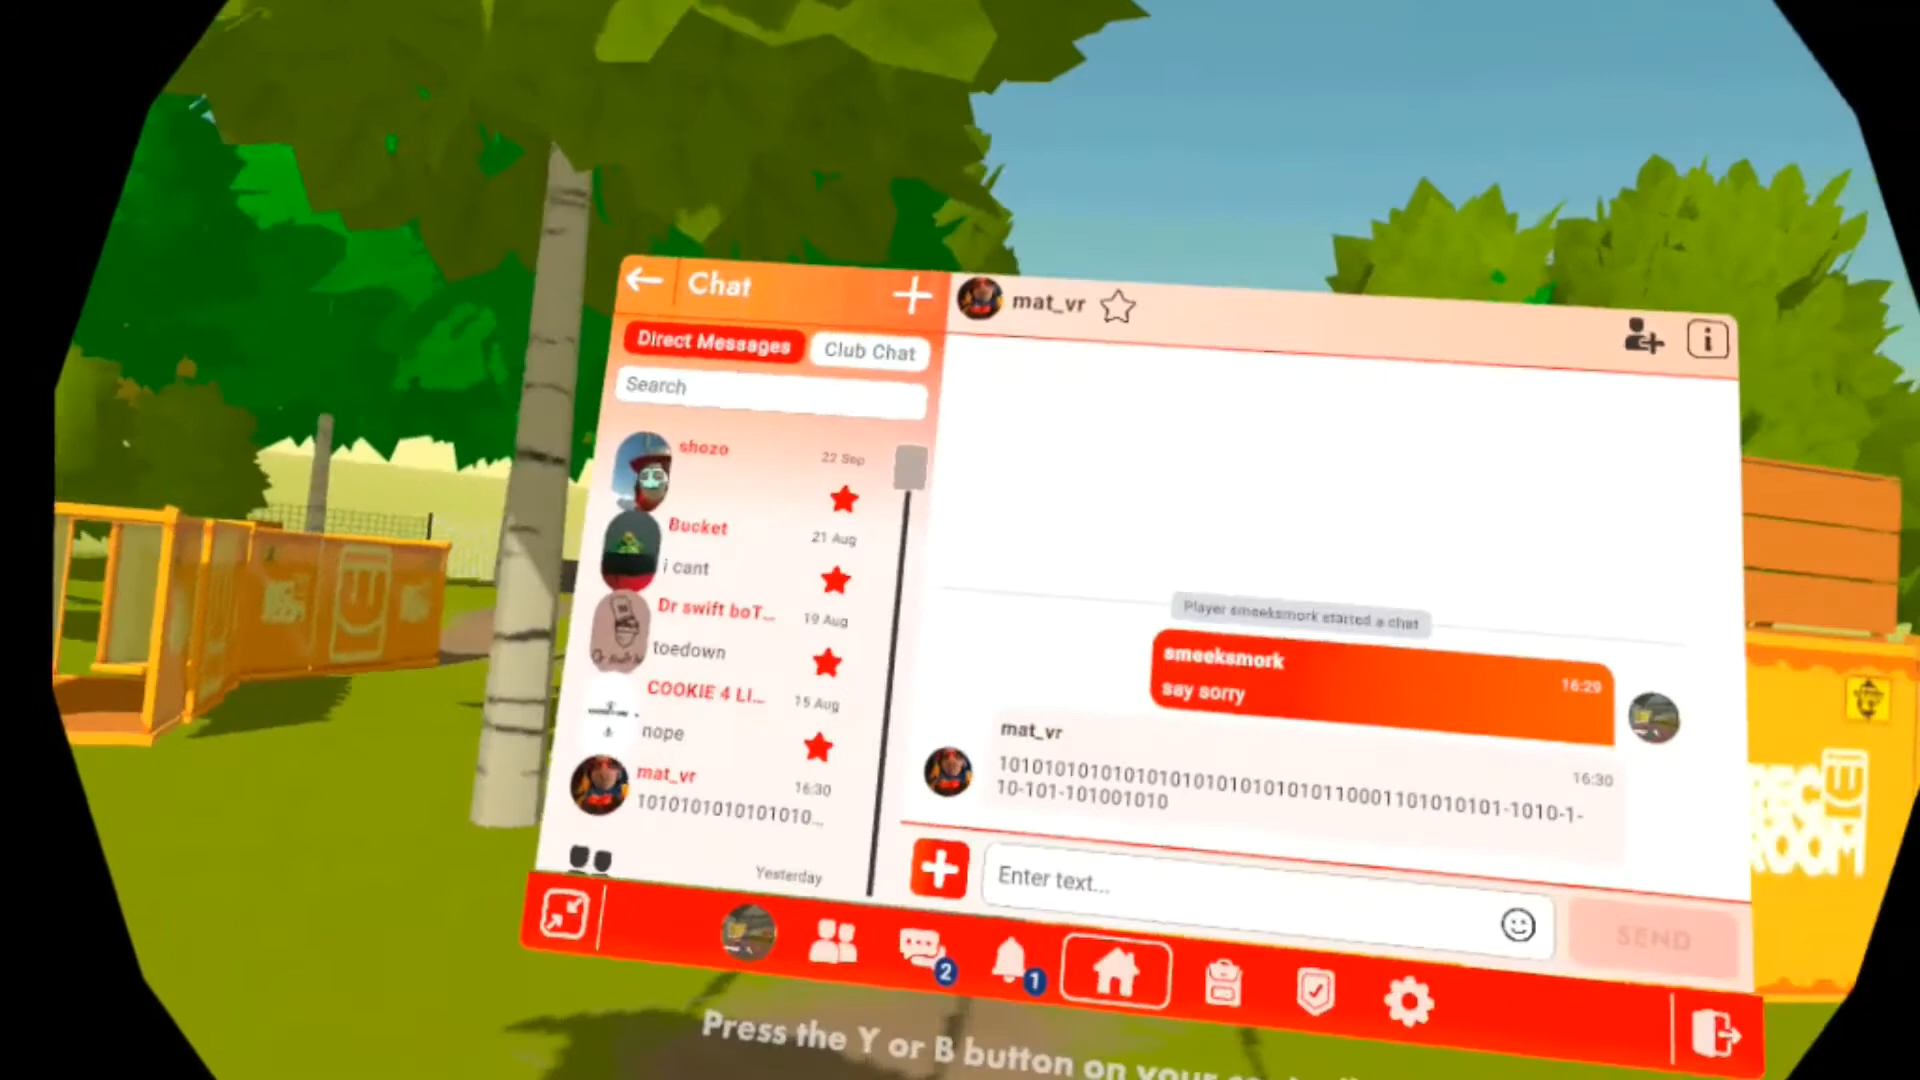 Chat
Direct Messages
Club Chat
Search
shozo
22 Sep
Bucket
21 Aug
i cant
Dr swift boT...
19 Aug
toedown
COOKIE 4 LI...
15 Aug
nope
mat_vr
16:30
10101010101010...
Yesterday
mat_vr
Player smeeksmork started a chat
smeeksmork
16:29
say sorry
mat_vr
16:30
101010101010101010101010101010110001101010101-1010-1-
10-101-101001010
Enter text...
SEND
2
1
Press the Y or B button on your
REC
ROOM